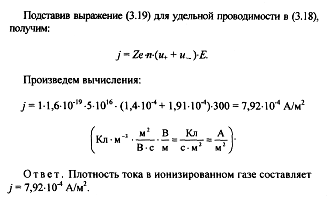 Подставив выражение (3.19) для удельной проводимости в (3.18),
получим:
j = Ze·n·(u₊ + u₋)·E.
Произведем вычисления:
j = 1·1,6·10⁻¹⁹·5·10¹⁶ · (1,4·10⁻⁴ + 1,91·10⁻⁴)·300 = 7,92·10⁻⁴ А/м²
(Кл · м⁻³ · м²/(В · с) · В/м = Кл/(с·м²) = А/м²).
Ответ. Плотность тока в ионизированном газе составляет
j = 7,92·10⁻⁴ А/м².